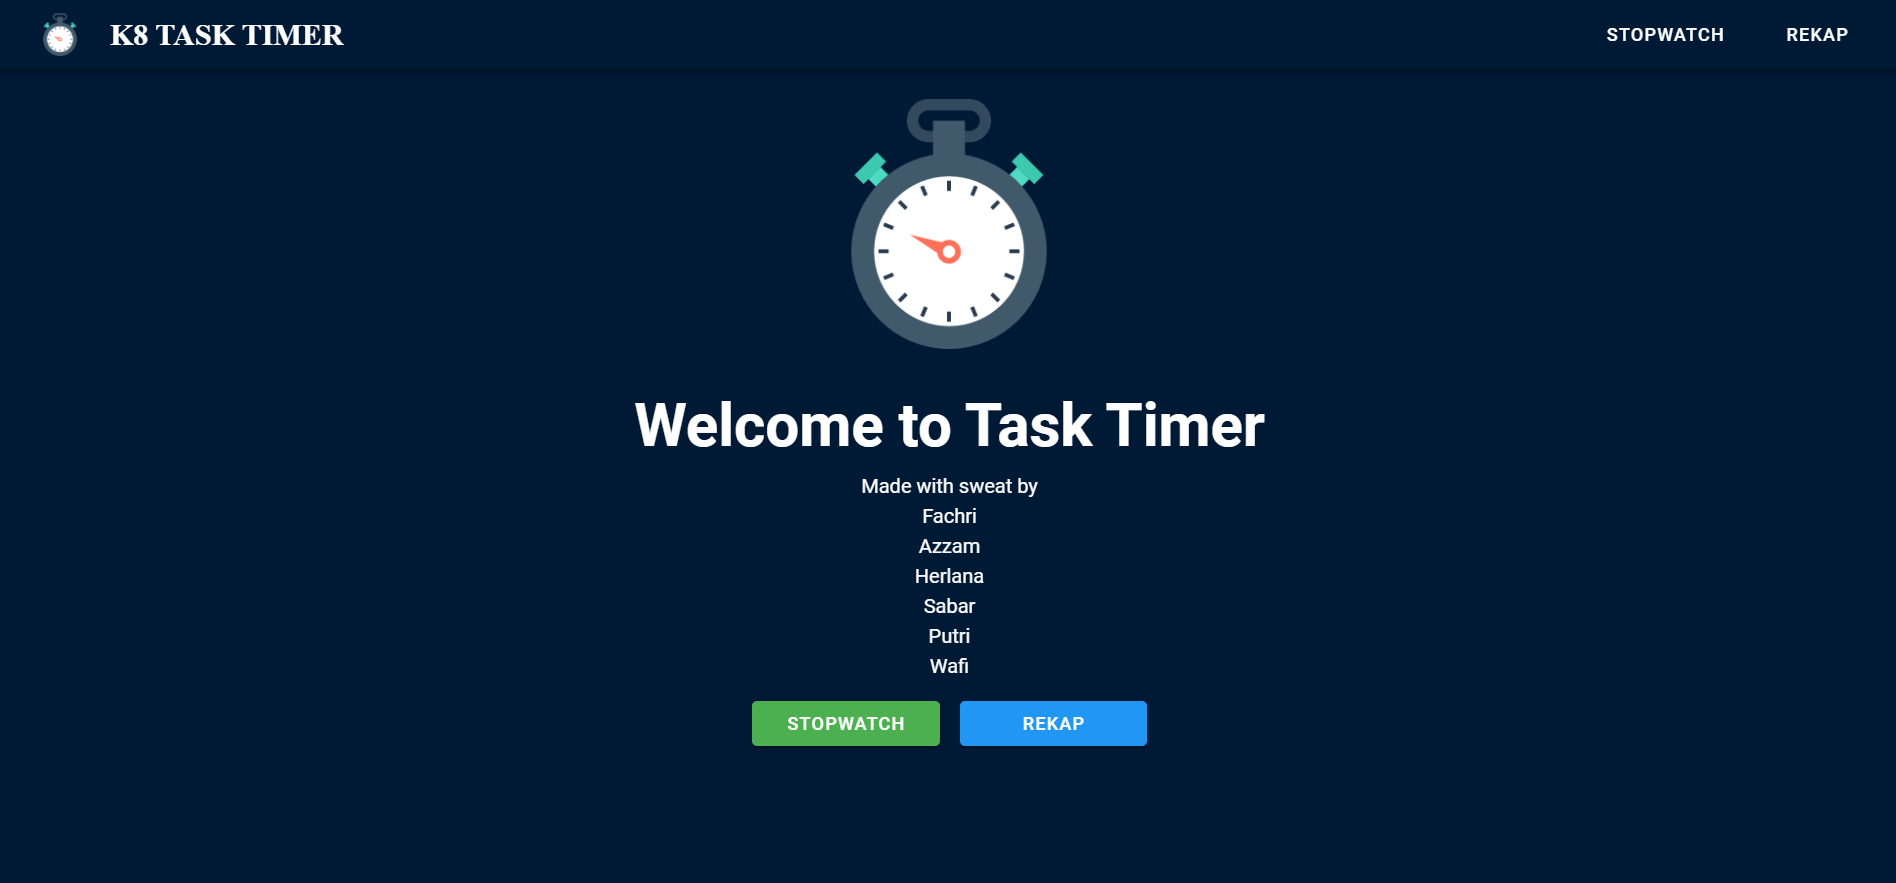 K8 TASK TIMER
STOPWATCH
REKAP
Welcome to Task Timer
Made with sweat by
Fachri
Azzam
Herlana
Sabar
Putri
Wafi
STOPWATCH
REKAP